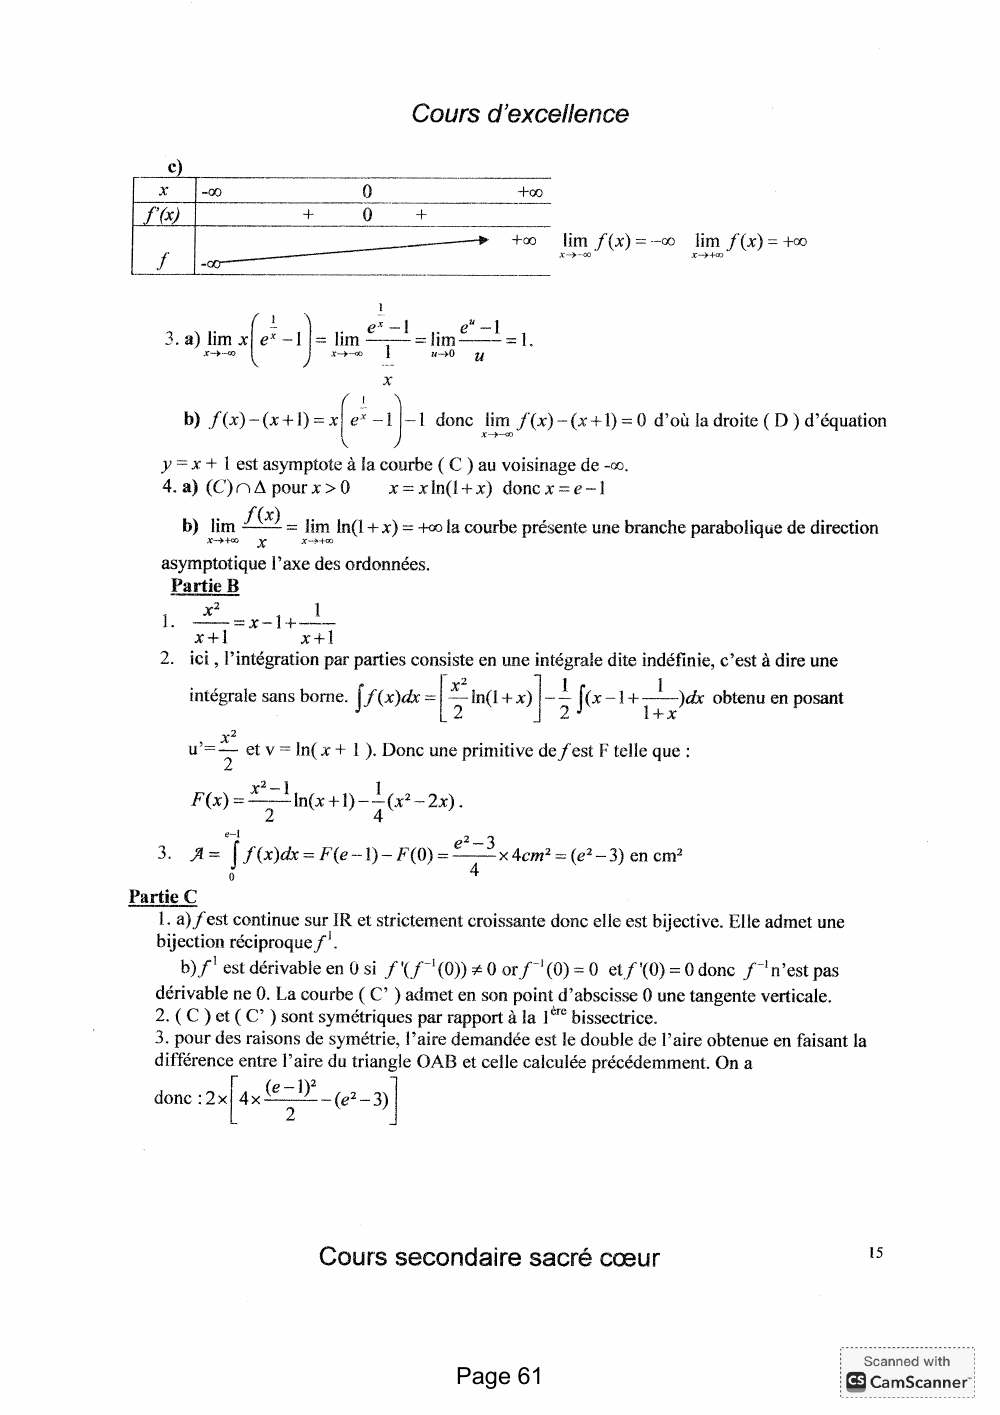 Cours d'excellence
c)
x -∞ 0 +∞
f'(x) + 0 +
f -∞ +∞ lim_{x→-∞} f(x) = -∞ lim_{x→+∞} f(x) = +∞
3. a) lim_{x→-∞} x(e^{1/x} - 1) = lim_{x→-∞} (e^{1/x} - 1)/(1/x) = lim_{u→0} (e^u - 1)/u = 1.
b) f(x) - (x+1) = x(e^{1/x} - 1) - 1 donc lim_{x→-∞} f(x) - (x+1) = 0 d'où la droite ( D ) d'équation
y = x + 1 est asymptote à la courbe ( C ) au voisinage de -∞.
4. a) (C)∩Δ pour x > 0 x = x ln(1+x) donc x = e - 1
b) lim_{x→+∞} f(x)/x = lim_{x→+∞} ln(1+x) = +∞ la courbe présente une branche parabolique de direction
asymptotique l'axe des ordonnées.
Partie B
1. x²/(x+1) = x - 1 + 1/(x+1)
2. ici , l'intégration par parties consiste en une intégrale dite indéfinie, c'est à dire une
intégrale sans borne. ∫f(x)dx = [x²/2 ln(1+x)] - 1/2 ∫(x - 1 + 1/(1+x))dx obtenu en posant
u'= x²/2 et v = ln( x + 1 ). Donc une primitive de f est F telle que :
F(x) = (x²-1)/2 ln(x+1) - 1/4 (x² - 2x).
3. A = ∫_0^{e-1} f(x)dx = F(e-1) - F(0) = (e²-3)/4 × 4cm² = (e² - 3) en cm²
Partie C
1. a) f est continue sur IR et strictement croissante donc elle est bijective. Elle admet une
bijection réciproque f¹.
b) f¹ est dérivable en 0 si f'(f⁻¹(0)) ≠ 0 or f⁻¹(0) = 0 et f'(0) = 0 donc f⁻¹ n'est pas
dérivable ne 0. La courbe ( C' ) admet en son point d'abscisse 0 une tangente verticale.
2. ( C ) et ( C' ) sont symétriques par rapport à la 1ère bissectrice.
3. pour des raisons de symétrie, l'aire demandée est le double de l'aire obtenue en faisant la
différence entre l'aire du triangle OAB et celle calculée précédemment. On a
donc : 2×[4×(e-1)²/2 - (e² - 3)]
Cours secondaire sacré cœur
15
Page 61
Scanned with
CS CamScanner